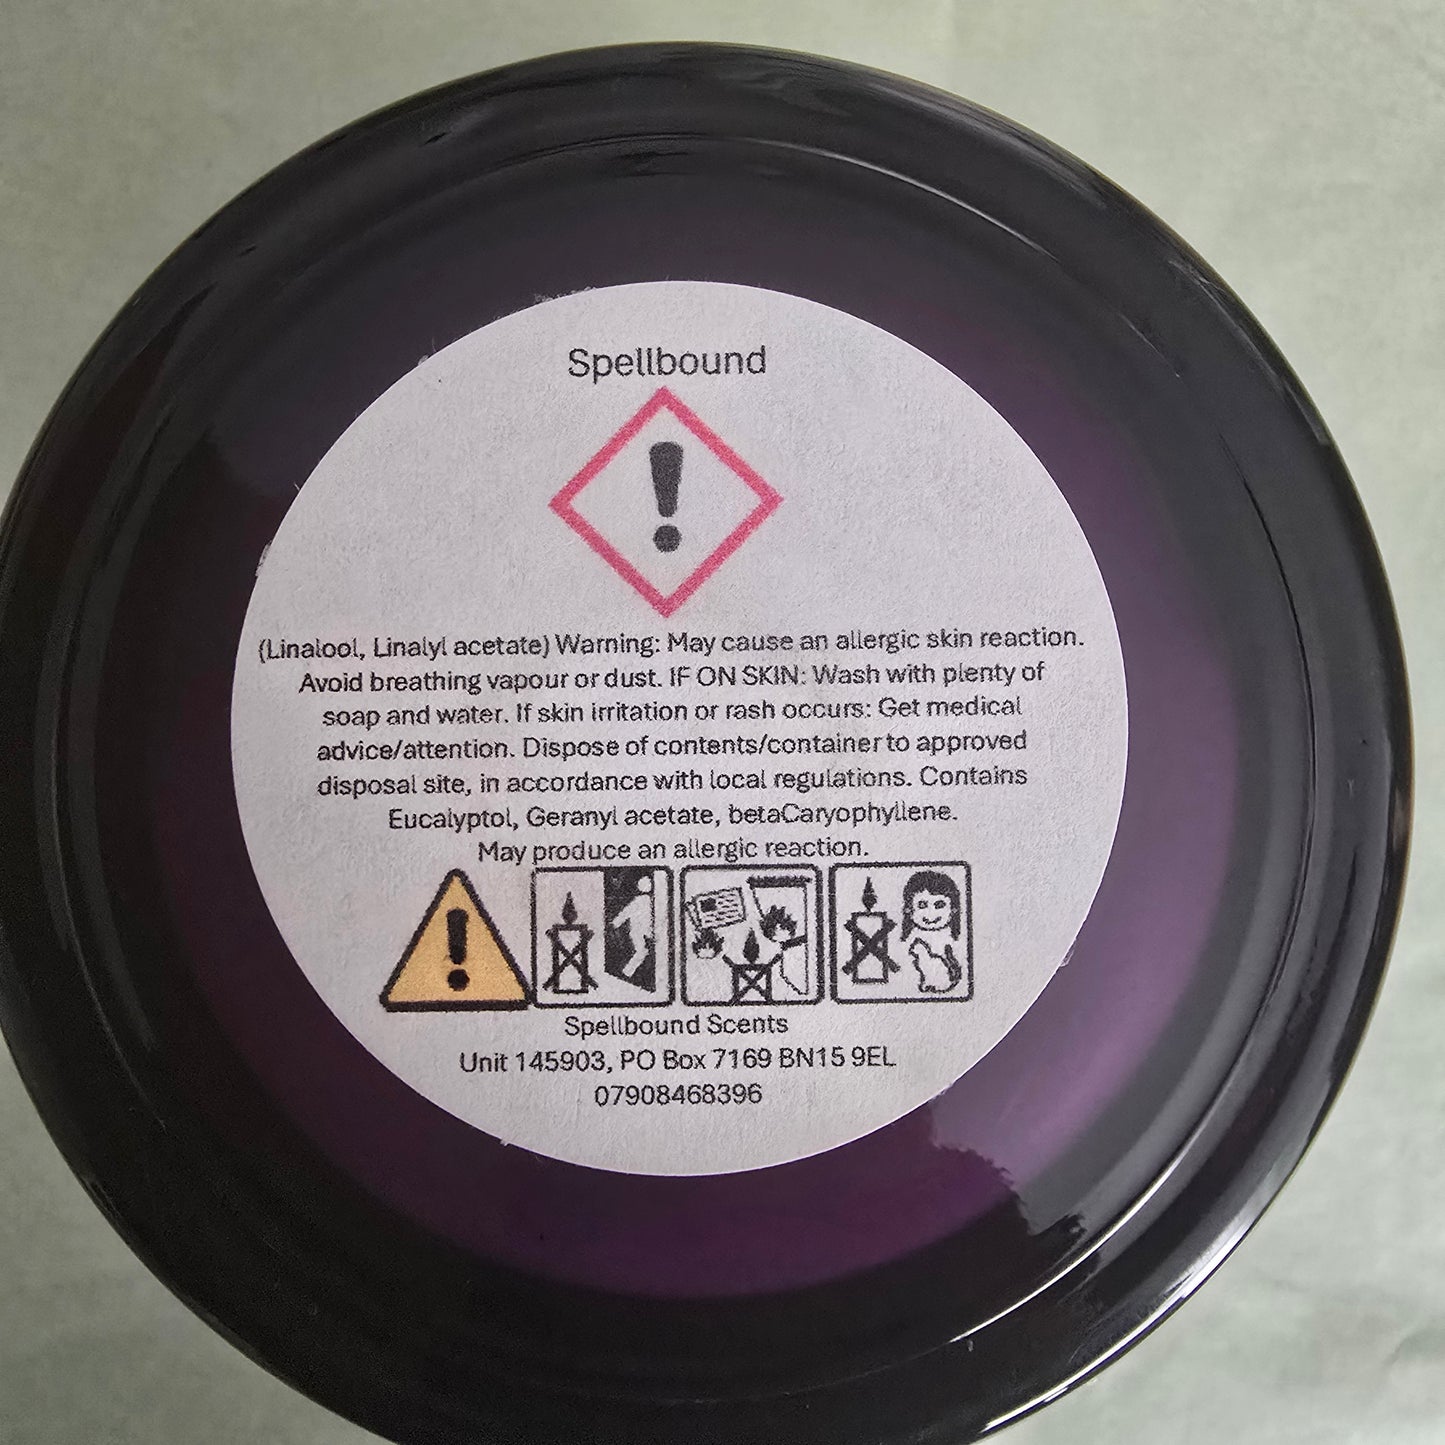 Spellbound
(Linalool, Linalyl acetate) Warning: May cause an allergic skin reaction.
Avoid breathing vapour or dust. IF ON SKIN: Wash with plenty of
soap and water. If skin irritation or rash occurs: Get medical
advice/attention. Dispose of contents/container to approved
disposal site, in accordance with local regulations. Contains
Eucalyptol, Geranyl acetate, betaCaryophyllene.
May produce an allergic reaction.
Spellbound Scents
Unit 145903, PO Box 7169 BN15 9EL
07908468396